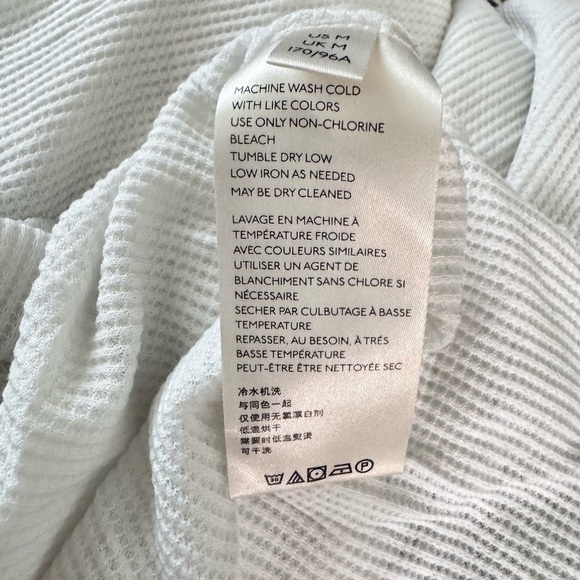 US M
UK M
170/96A
MACHINE WASH COLD
WITH LIKE COLORS
USE ONLY NON-CHLORINE
BLEACH
TUMBLE DRY LOW
LOW IRON AS NEEDED
MAY BE DRY CLEANED
LAVAGE EN MACHINE À
TEMPÉRATURE FROIDE
AVEC COULEURS SIMILAIRES
UTILISER UN AGENT DE
BLANCHIMENT SANS CHLORE SI
NÉCESSAIRE
SECHER PAR CULBUTAGE À BASSE
TEMPERATURE
REPASSER, AU BESOIN, À TRÉS
BASSE TEMPÉRATURE
PEUT-ÊTRE ÊTRE NETTOYÉE SEC
冷水机洗
与同色一起
仅使用无氯漂白剂
低温烘干
需要时低温熨烫
可干洗
30 P